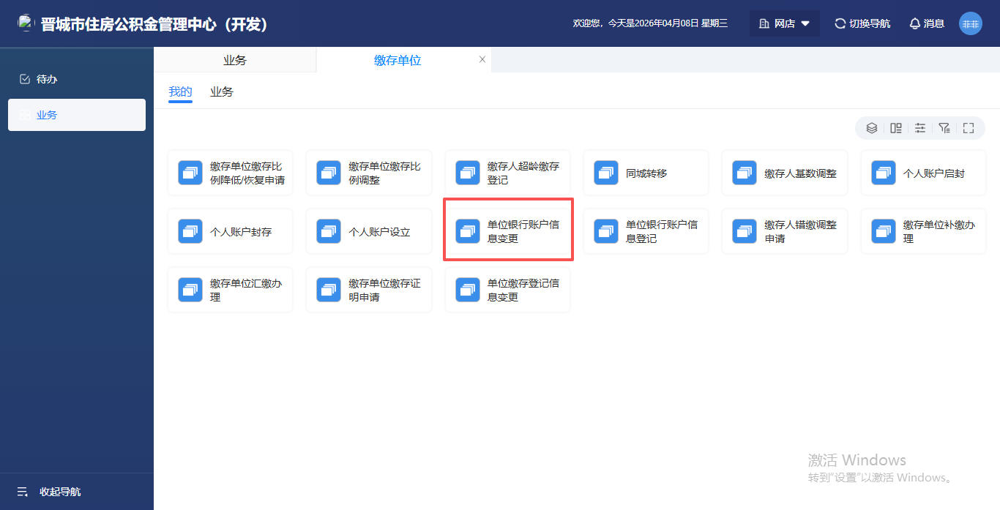 晋城市住房公积金管理中心（开发）
欢迎您，今天是2026年04月08日 星期三
网店
切换导航
消息
菲菲
待办
业务
收起导航
业务
缴存单位
我的
业务
缴存单位缴存比
例降低/恢复申请
缴存单位缴存比
例调整
缴存人超龄缴存
登记
同城转移
缴存人基数调整
个人账户启封
个人账户封存
个人账户设立
单位银行账户信
息变更
单位银行账户信
息登记
缴存人错缴调整
申请
缴存单位补缴办
理
缴存单位汇缴办
理
缴存单位缴存证
明申请
单位缴存登记信
息变更
激活 Windows
转到"设置"以激活 Windows。